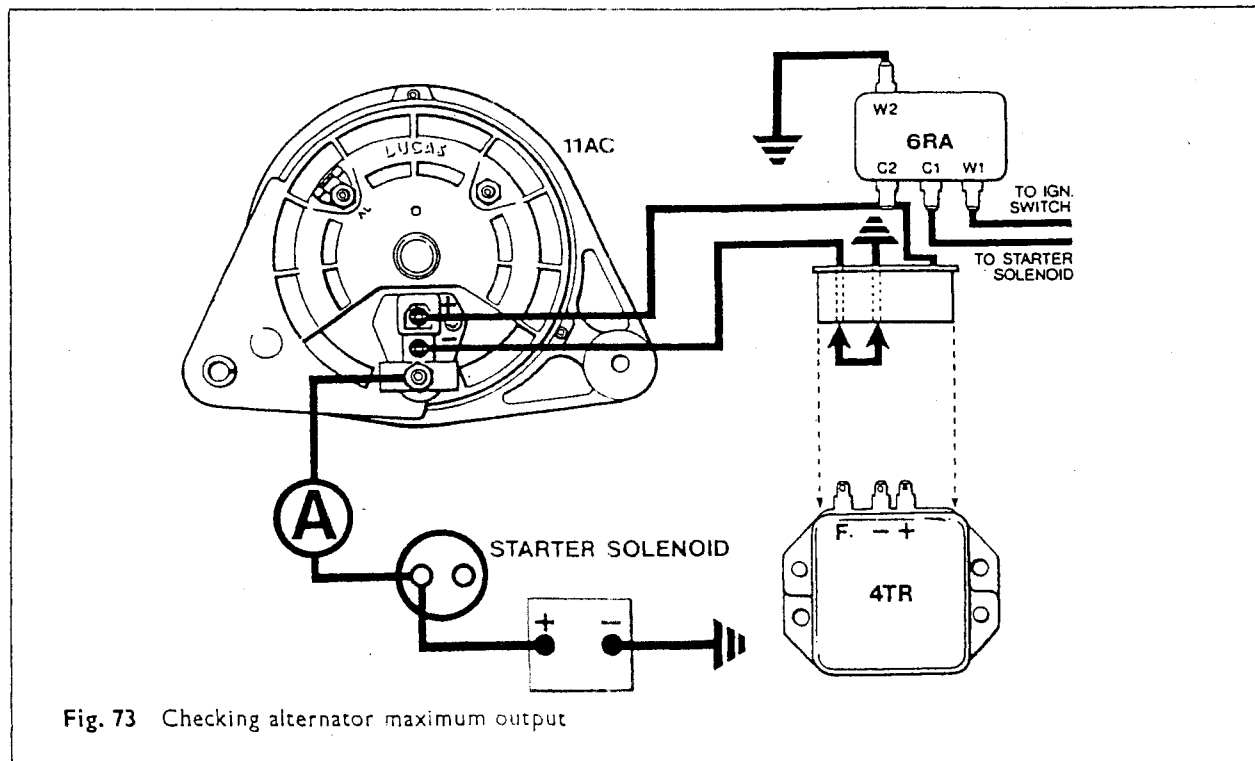 W2
6RA
C2 C1 W1
11AC
LUCAS
TO IGN.
SWITCH
TO STARTER
SOLENOID
+
-
A
STARTER SOLENOID
+ -
F. - +
4TR
Fig. 73 Checking alternator maximum output